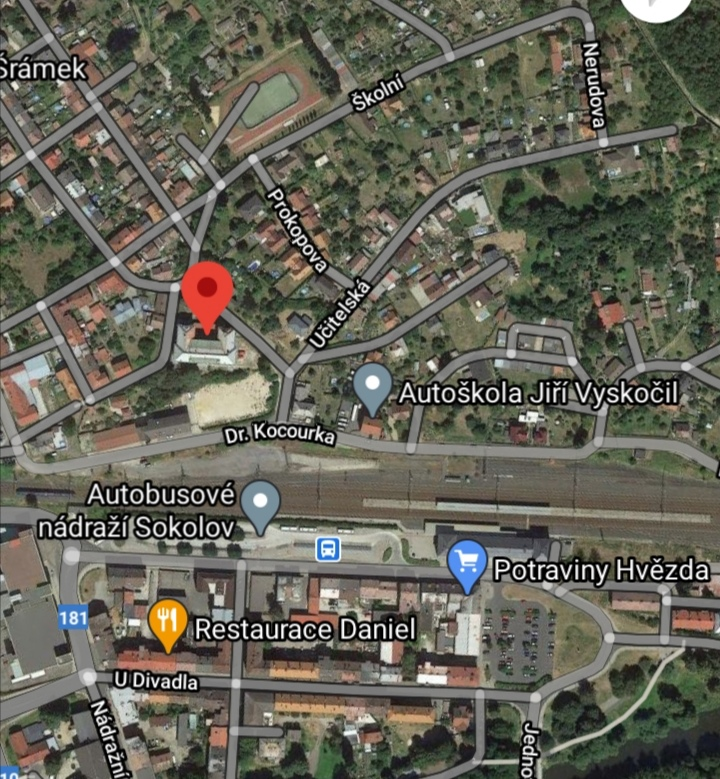 Šrámek
Školní
Nerudova
Prokopova
Učitelská
Autoškola Jiří Vyskočil
Dr. Kocourka
Autobusové
nádraží Sokolov
Potraviny Hvězda
181
Restaurace Daniel
U Divadla
Nádražní
Jedno